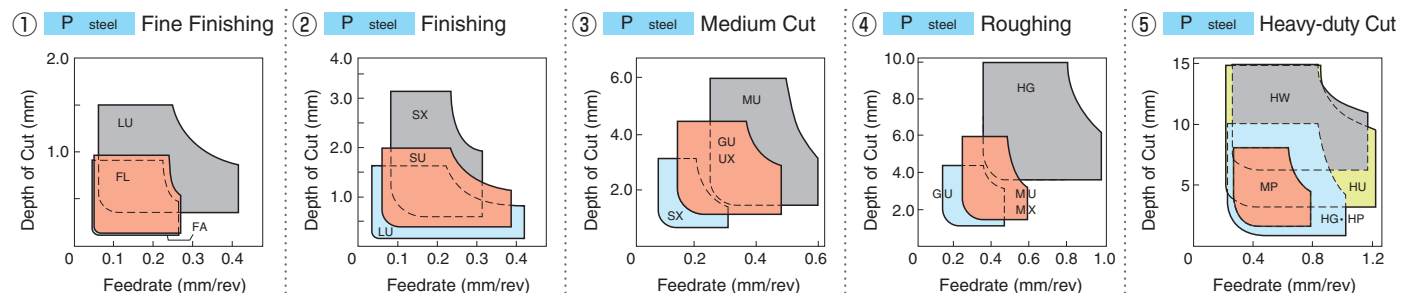 ① P steel Fine Finishing
Depth of Cut (mm)
2.0
1.0
0
LU
FL
FA
0 0.1 0.2 0.3 0.4
Feedrate (mm/rev)
② P steel Finishing
Depth of Cut (mm)
4.0
3.0
2.0
1.0
0
SX
SU
LU
0 0.1 0.2 0.3 0.4
Feedrate (mm/rev)
③ P steel Medium Cut
Depth of Cut (mm)
6.0
4.0
2.0
MU
GU
UX
SX
0 0.2 0.4 0.6
Feedrate (mm/rev)
④ P steel Roughing
Depth of Cut (mm)
10.0
8.0
6.0
4.0
2.0
HG
GU
MU
MX
0 0.2 0.4 0.6 0.8 1.0
Feedrate (mm/rev)
⑤ P steel Heavy-duty Cut
Depth of Cut (mm)
15
10
5
HW
MP
HU
HG・HP
0 0.4 0.8 1.2
Feedrate (mm/rev)